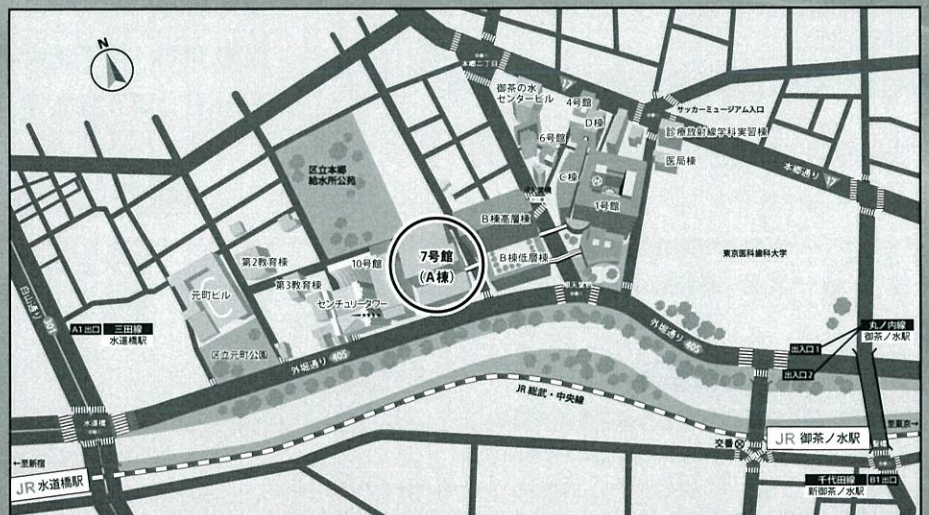 N
本郷二丁目
17
御茶の水
センタービル
4号館
D棟
6号館
サッカーミュージアム入口
診療放射線学科実習棟
医局棟
C棟
1号館
本郷通り 17
区立本郷
給水所公苑
B棟高層棟
7号館
(A棟)
B棟低層棟
10号館
第2教育棟
第3教育棟
センチュリータワー
元町ビル
東京医科歯科大学
白山通り 301
A1出口 三田線
水道橋駅
区立元町公園
外堀通り 405
外堀通り 405
丸ノ内線
御茶ノ水駅
出入口1
出入口2
JR 総武・中央線
水道橋
交番
JR 御茶ノ水駅
至東京→
←至新宿
JR 水道橋駅
千代田線
新御茶ノ水駅
B1出口